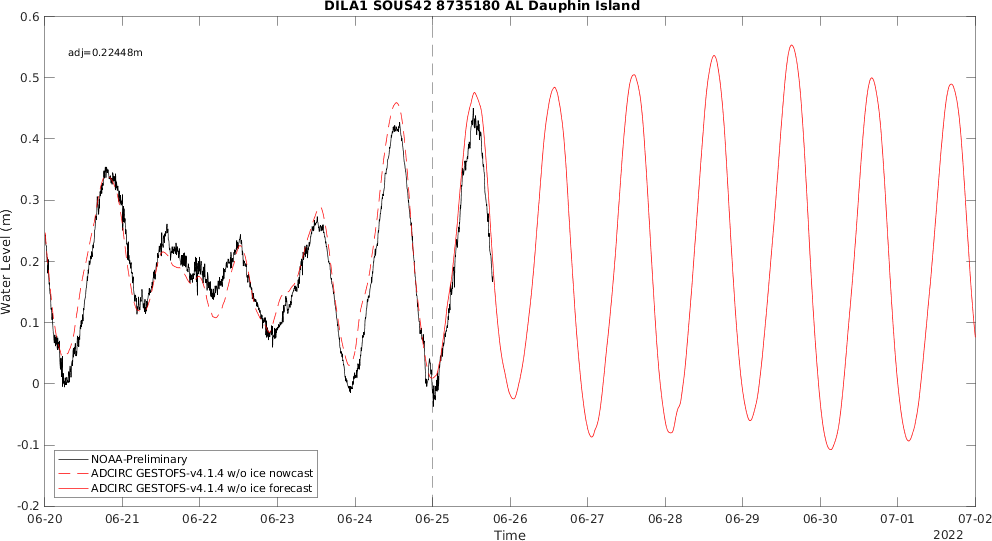 DILA1 SOUS42 8735180 AL Dauphin Island
adj=0.22448m
Water Level (m)
0.6
0.5
0.4
0.3
0.2
0.1
0
-0.1
-0.2
NOAA-Preliminary
ADCIRC GESTOFS-v4.1.4 w/o ice nowcast
ADCIRC GESTOFS-v4.1.4 w/o ice forecast
06-20 06-21 06-22 06-23 06-24 06-25 06-26 06-27 06-28 06-29 06-30 07-01 07-02
Time
2022